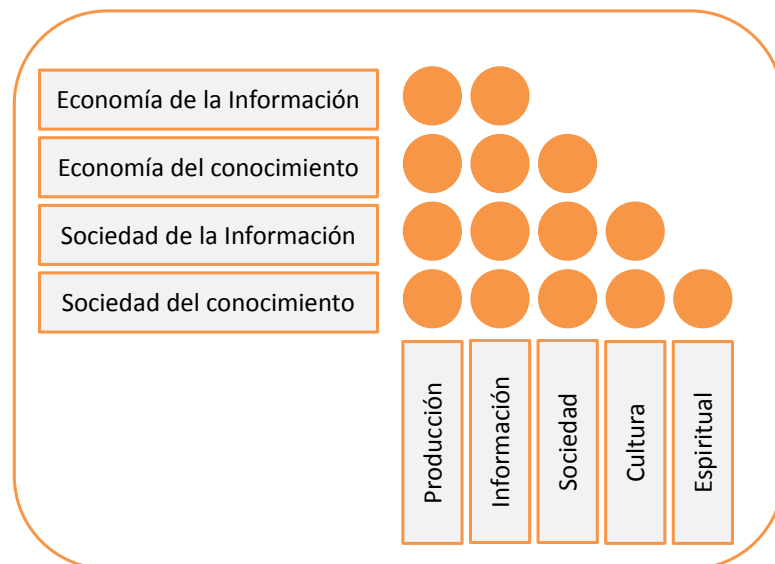 Economía de la Información
Economía del conocimiento
Sociedad de la Información
Sociedad del conocimiento
Producción
Información
Sociedad
Cultura
Espiritual